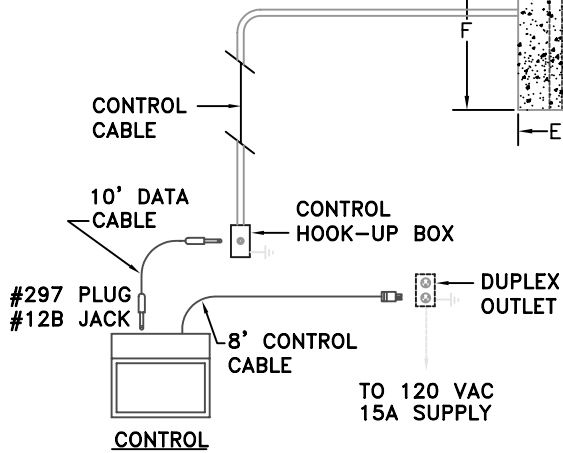 F
CONTROL
CABLE
E
10' DATA
CABLE
CONTROL
HOOK-UP BOX
#297 PLUG
#12B JACK
DUPLEX
OUTLET
8' CONTROL
CABLE
TO 120 VAC
15A SUPPLY
CONTROL